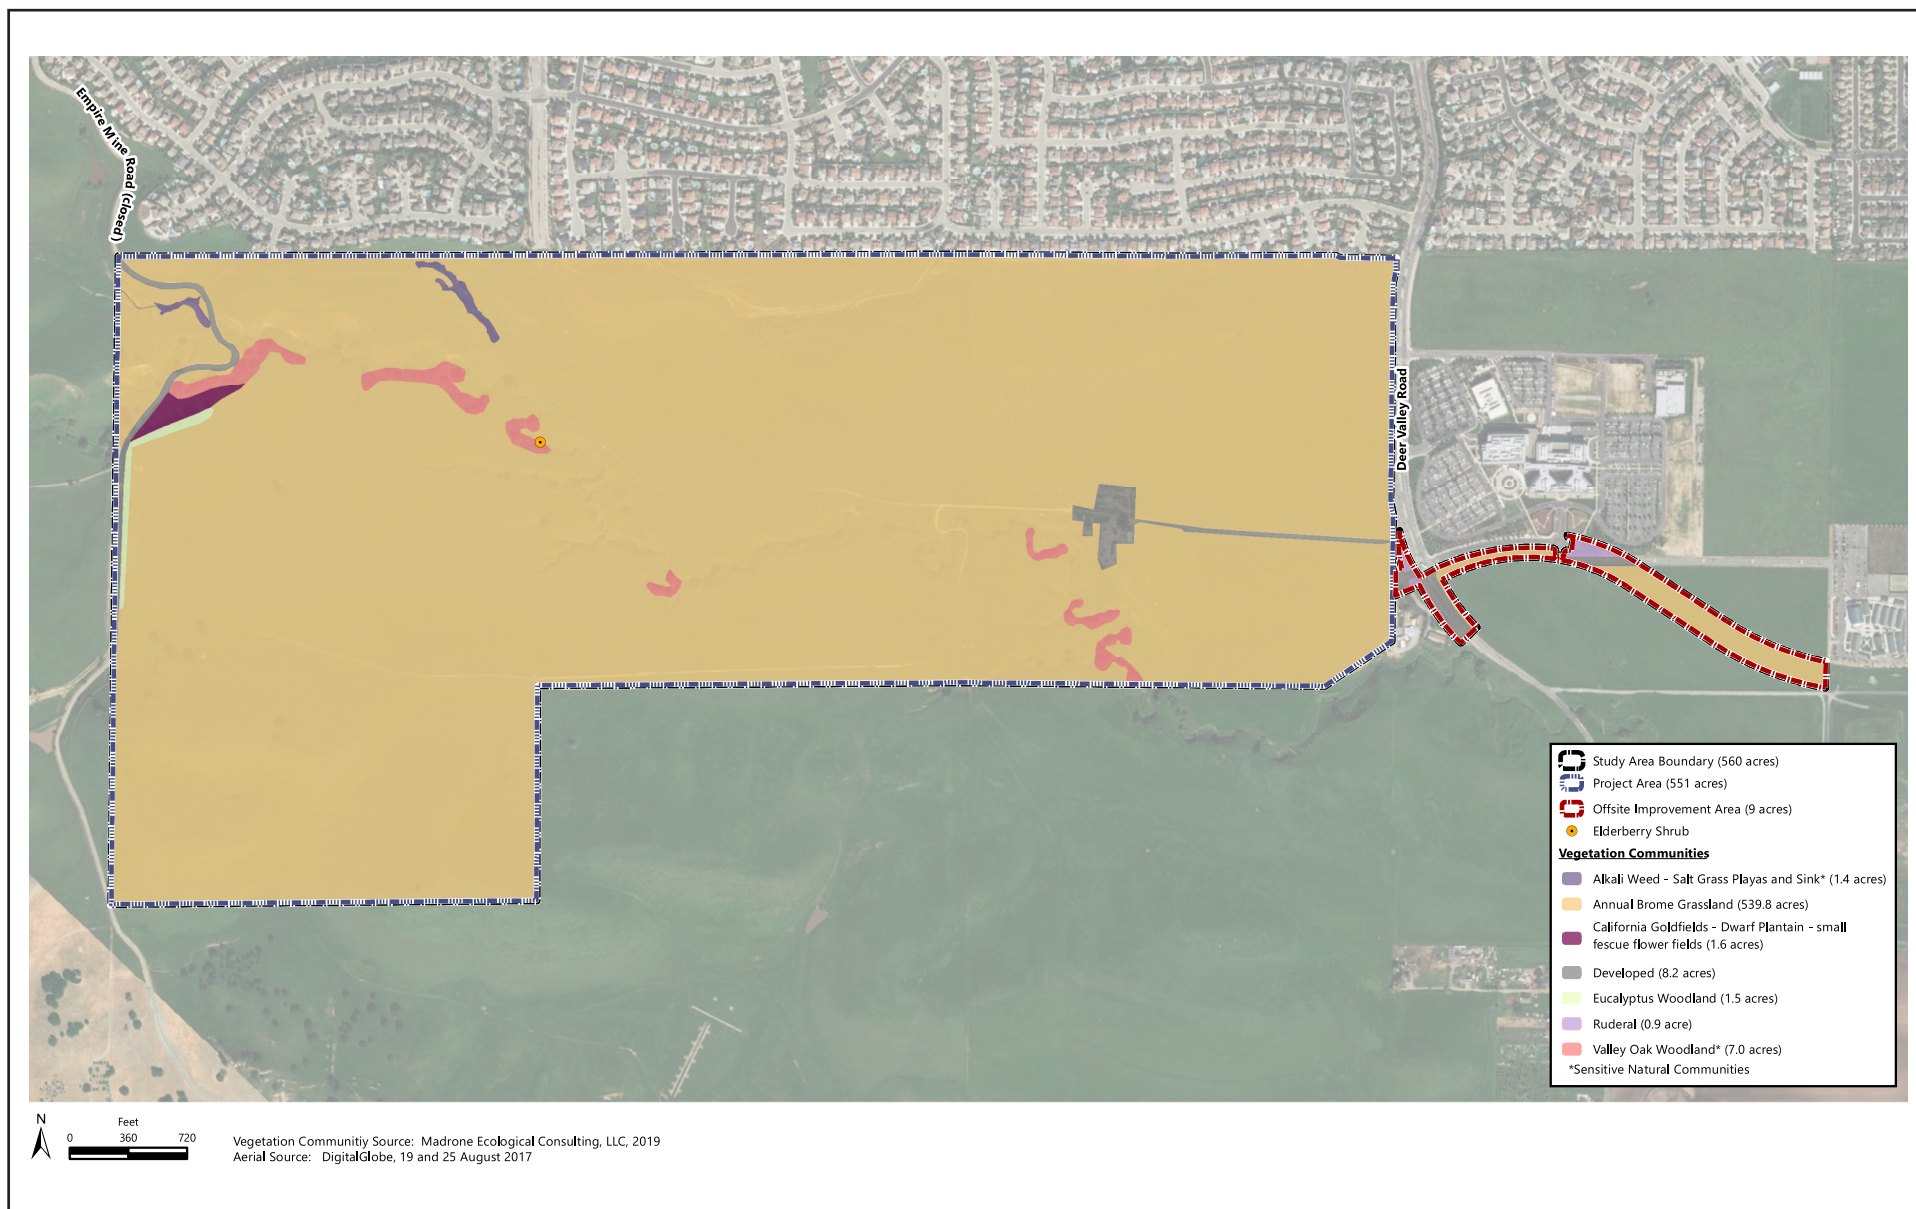 Empire Mine Road (closed)
Deer Valley Road
Study Area Boundary (560 acres)
Project Area (551 acres)
Offsite Improvement Area (9 acres)
Elderberry Shrub
Vegetation Communities
Alkali Weed - Salt Grass Playas and Sink* (1.4 acres)
Annual Brome Grassland (539.8 acres)
California Goldfields - Dwarf Plantain - small
fescue flower fields (1.6 acres)
Developed (8.2 acres)
Eucalyptus Woodland (1.5 acres)
Ruderal (0.9 acre)
Valley Oak Woodland* (7.0 acres)
*Sensitive Natural Communities
N
Feet
0 360 720
Vegetation Communitiy Source: Madrone Ecological Consulting, LLC, 2019
Aerial Source: DigitalGlobe, 19 and 25 August 2017